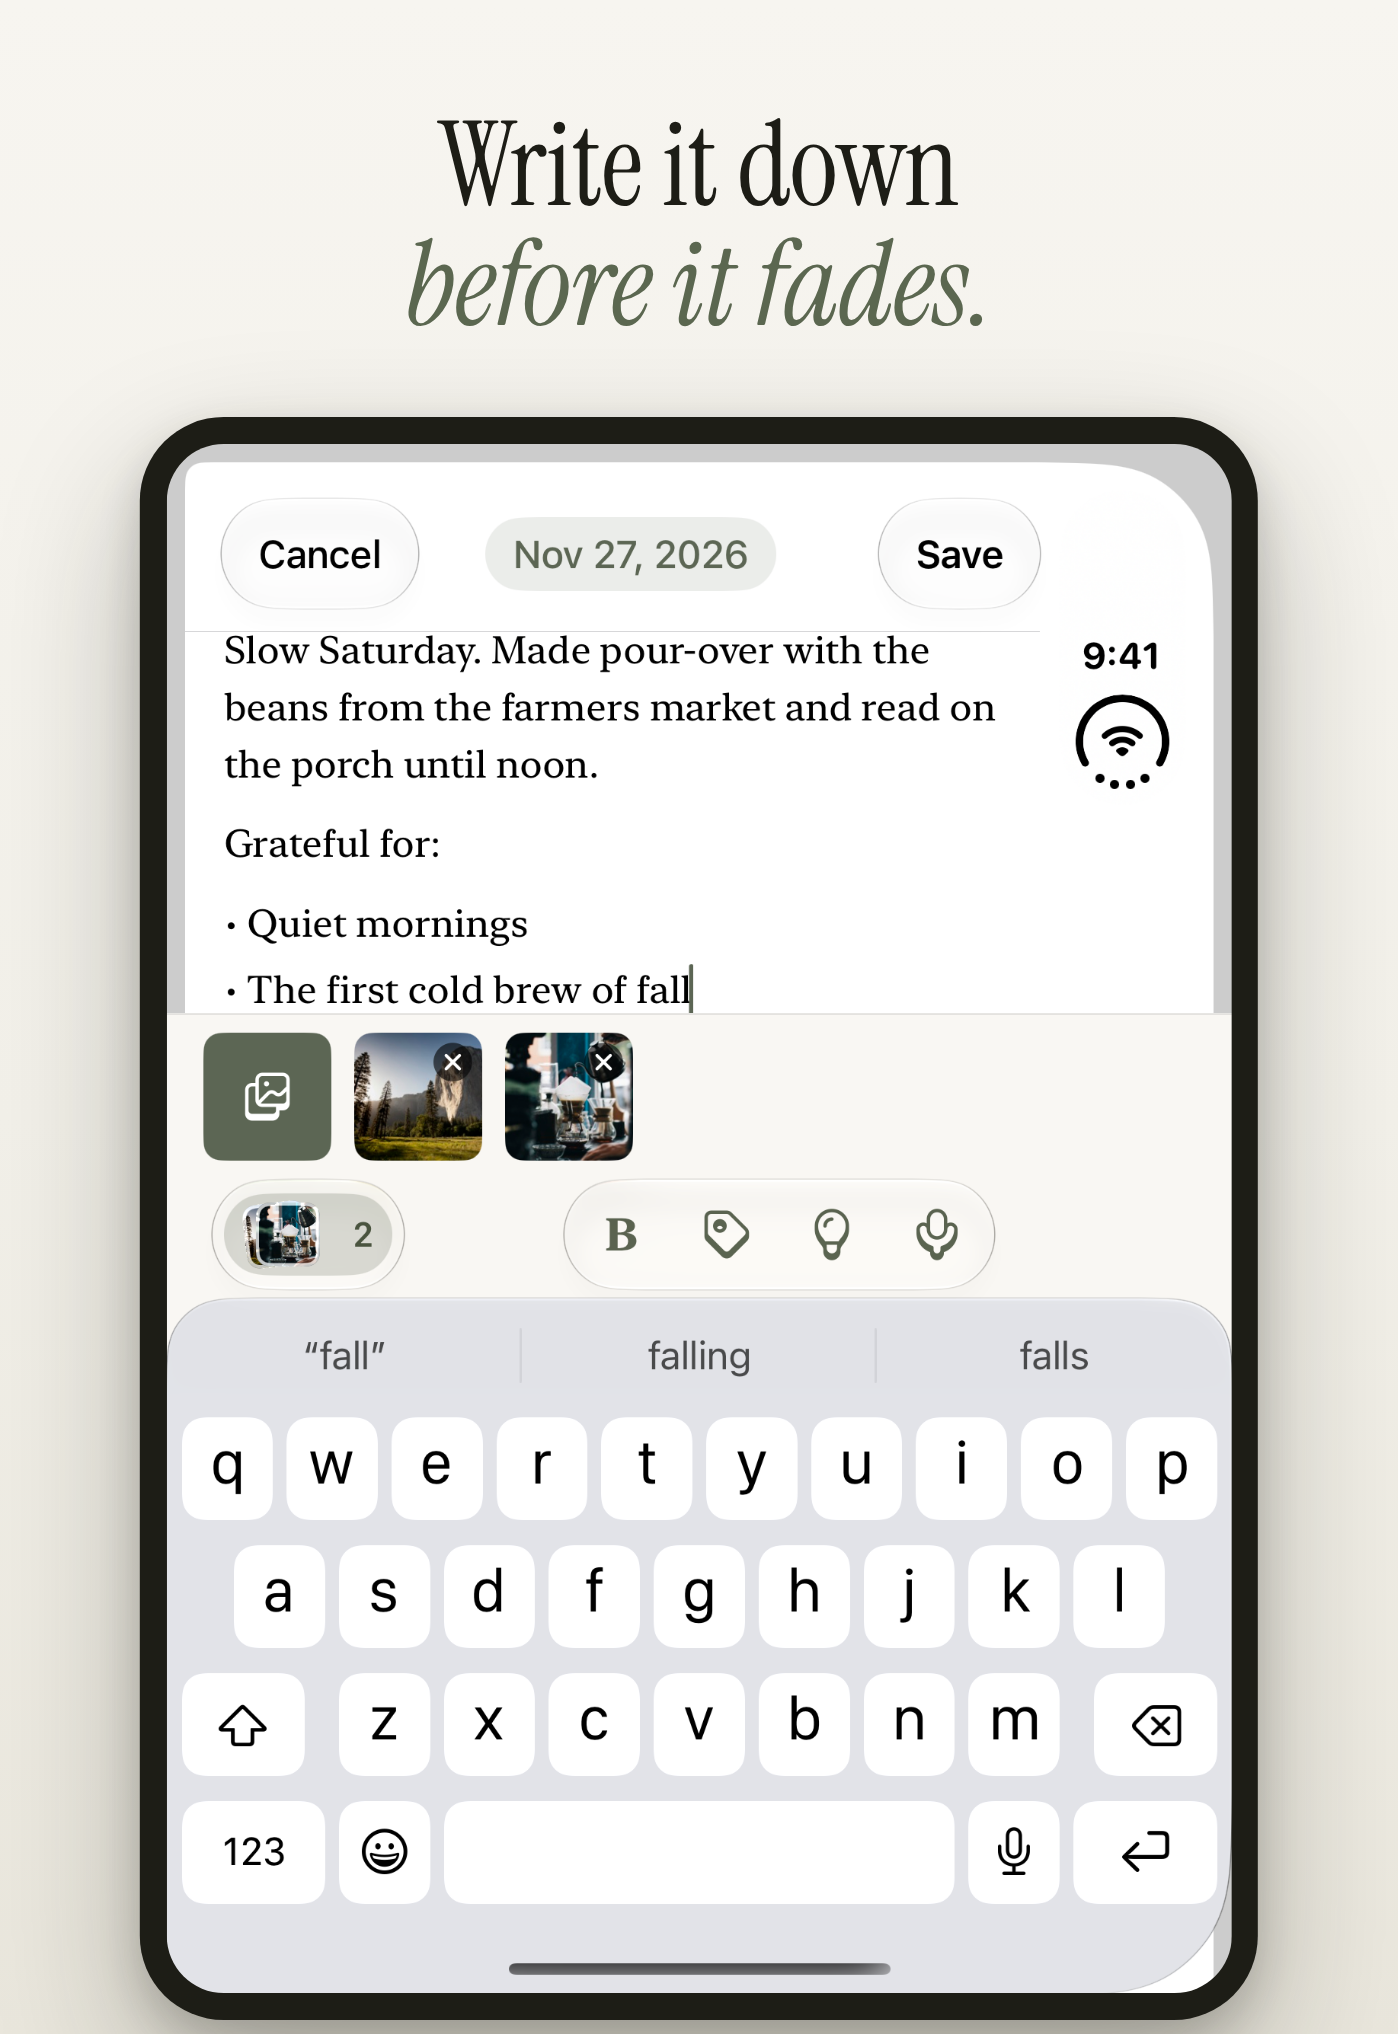 Write it down
before it fades.
Cancel
Nov 27, 2026
Save
Slow Saturday. Made pour-over with the
beans from the farmers market and read on
the porch until noon.
9:41
Grateful for:
• Quiet mornings
• The first cold brew of fall
2
B
“fall”
falling
falls
q w e r t y u i o p
a s d f g h j k l
z x c v b n m
123